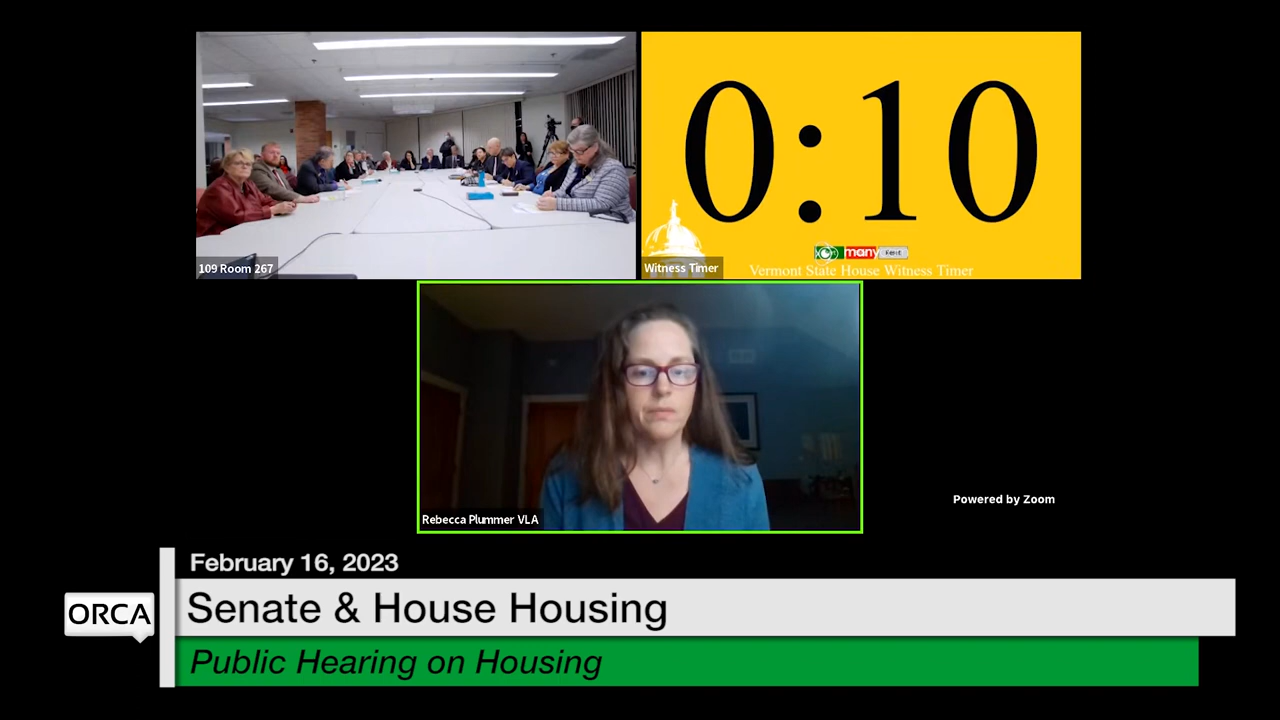 0:10
109 Room 267
Witness Timer
many
Vermont State House Witness Timer
Rebecca Plummer VLA
Powered by Zoom
February 16, 2023
ORCA
Senate & House Housing
Public Hearing on Housing